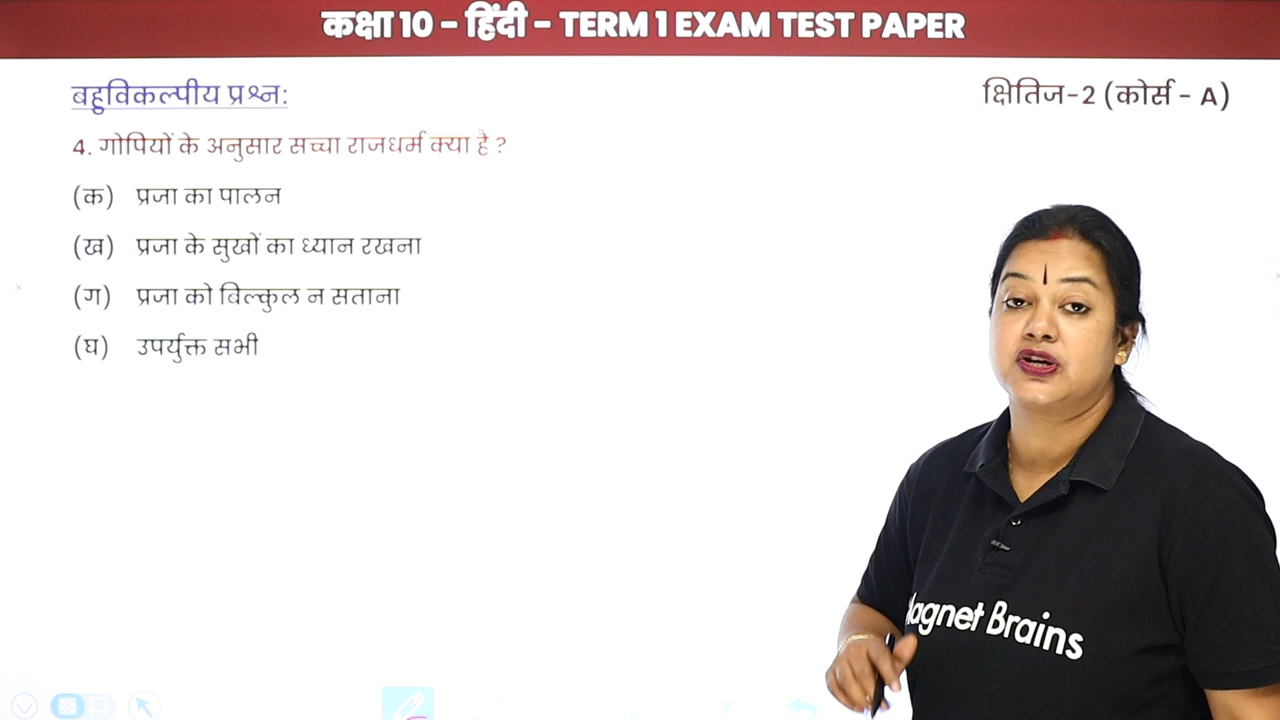 कक्षा 10 - हिंदी - TERM 1 EXAM TEST PAPER
बहुविकल्पीय प्रश्न:
क्षितिज-2 (कोर्स - A)
4. गोपियों के अनुसार सच्चा राजधर्म क्या है ?
(क) प्रजा का पालन
(ख) प्रजा के सुखों का ध्यान रखना
(ग) प्रजा को बिल्कुल न सताना
(घ) उपर्युक्त सभी
Magnet Brains